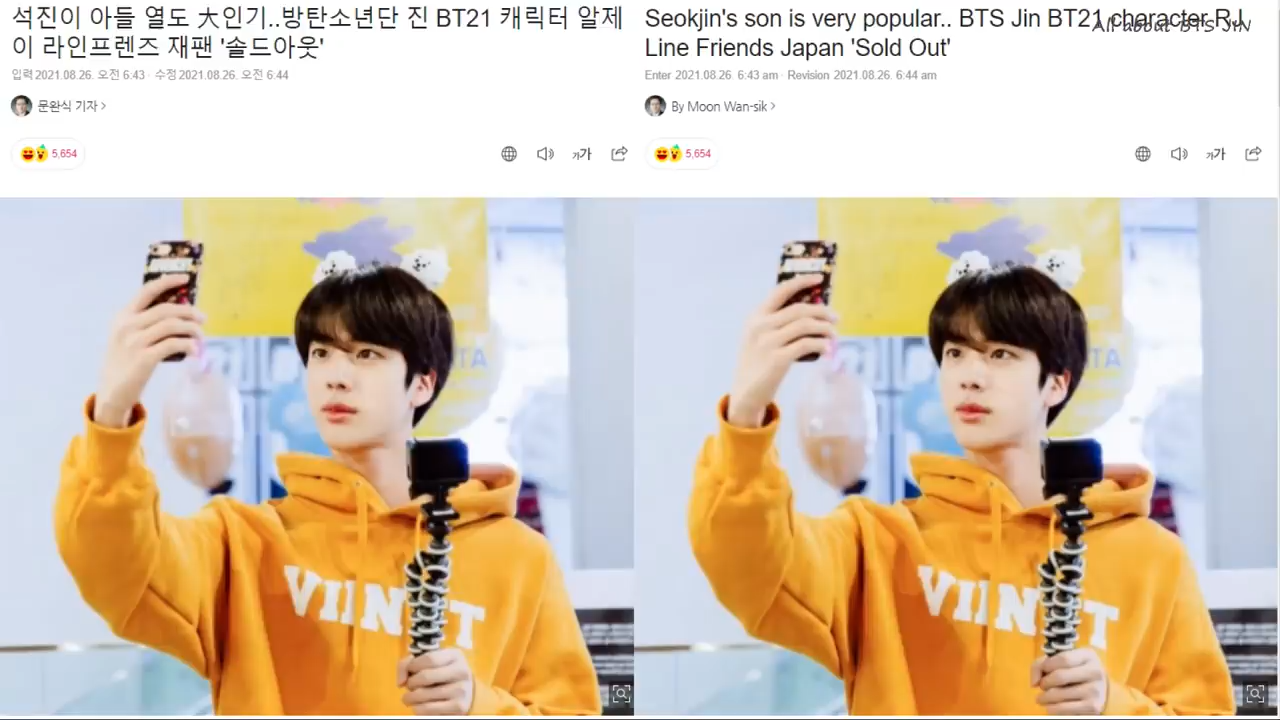 석진이 아들 열도 大인기..방탄소년단 진 BT21 캐릭터 알제
이 라인프렌즈 재팬 '솔드아웃'
입력 2021.08.26. 오전 6:43 · 수정 2021.08.26. 오전 6:44
문완식 기자 >
5,654
가가
Seokjin's son is very popular.. BTS Jin BT21 character RJ
Line Friends Japan 'Sold Out'
All about BTS JIN
Enter 2021.08.26. 6:43 am · Revision 2021.08.26. 6:44 am
By Moon Wan-sik >
5,654
가가